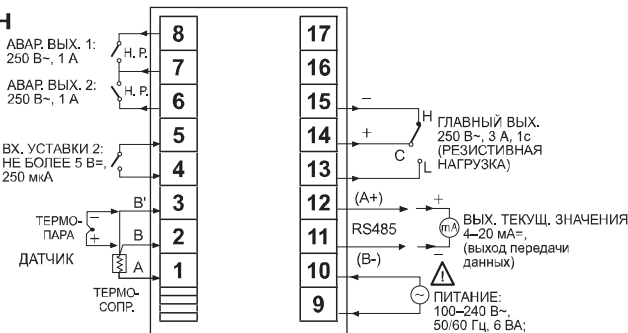 Н
АВАР. ВЫХ. 1:
250 В~, 1 А
Н. Р.
АВАР. ВЫХ. 2:
250 В~, 1 А
Н. Р.
ВХ. УСТАВКИ 2:
НЕ БОЛЕЕ 5 В=,
250 мкА
ТЕРМО-
ПАРА
−
+
B'
B
A
ДАТЧИК
ТЕРМО-
СОПР.
8
7
6
5
4
3
2
1
17
16
15
14
13
12
11
10
9
−
+
H
C
L
ГЛАВНЫЙ ВЫХ.
250 В~, 3 А, 1с
(РЕЗИСТИВНАЯ
НАГРУЗКА)
(A+)
RS485
(B-)
+
mA
−
ВЫХ. ТЕКУЩ. ЗНАЧЕНИЯ
4–20 мА=,
(выход передачи
данных)
ПИТАНИЕ:
100–240 В~,
50/60 Гц, 6 ВА;